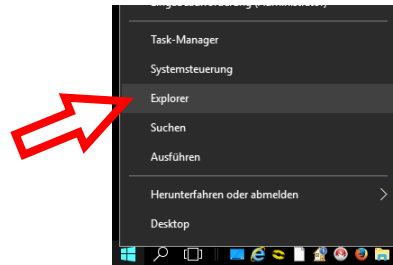 Task-Manager
Systemsteuerung
Explorer
Suchen
Ausführen
Herunterfahren oder abmelden
Desktop